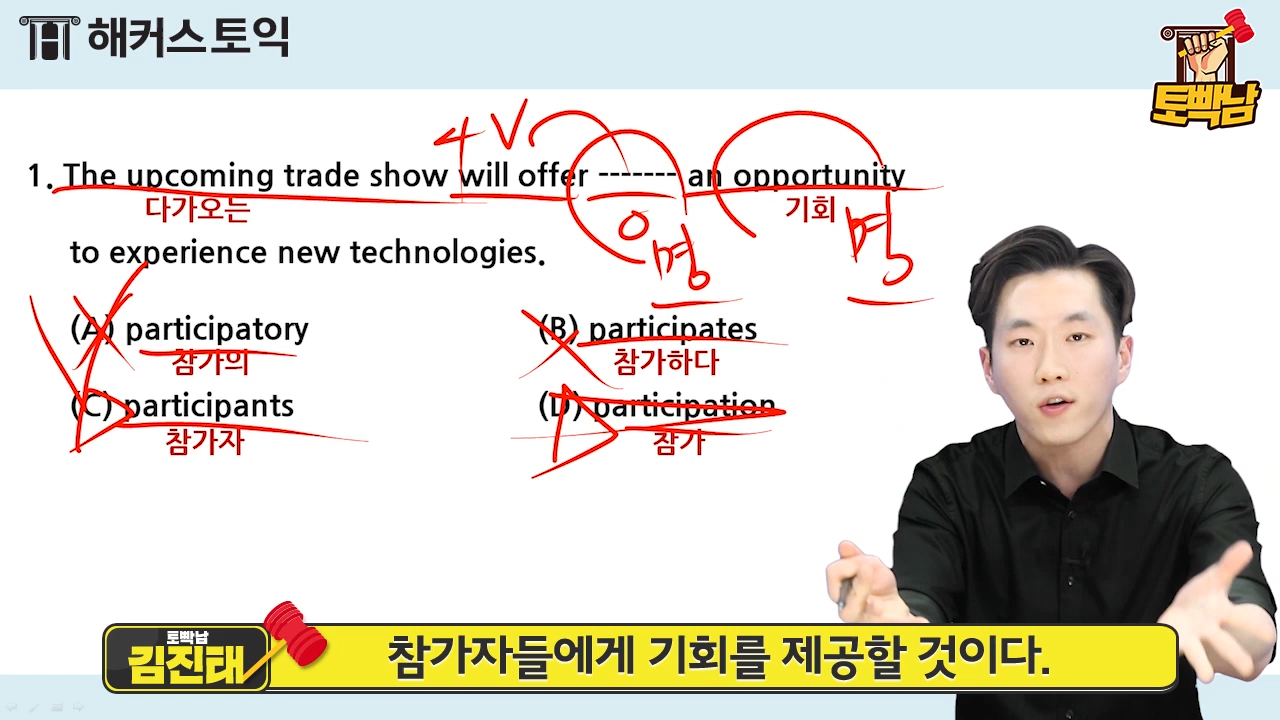 해커스 토익
토빡남
4V
1. The upcoming trade show will offer ------- an opportunity
다가오는
기회
to experience new technologies.
명
명
(A) participatory
(B) participates
참가의
참가하다
(C) participants
(D) participation
참가자
참가
토빡남
김진태
참가자들에게 기회를 제공할 것이다.